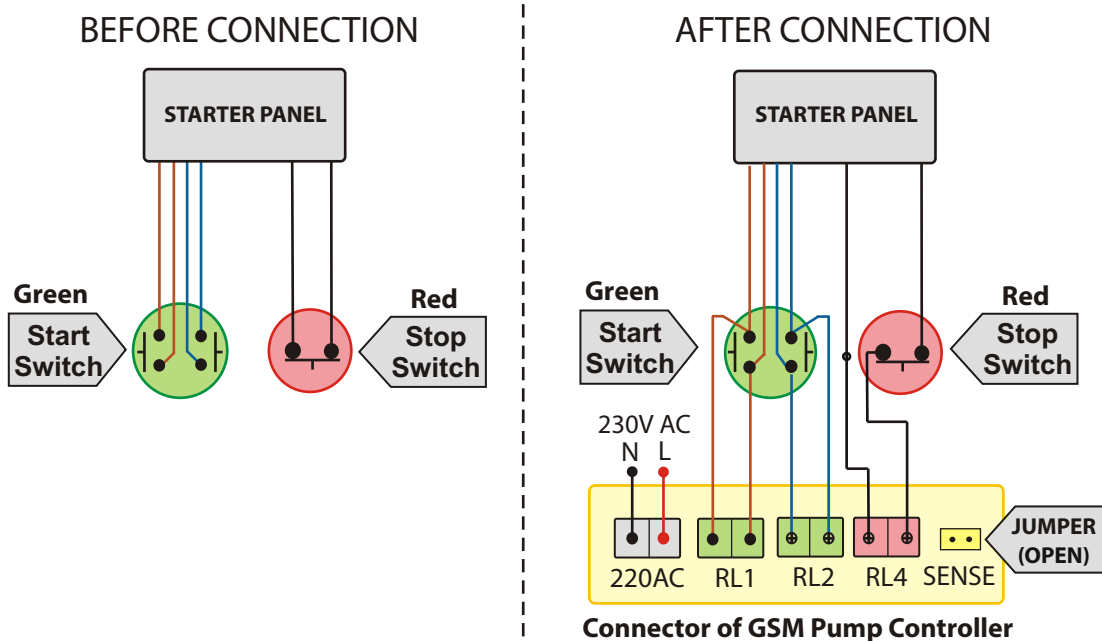 BEFORE CONNECTION
STARTER PANEL
Green
Start
Switch
Red
Stop
Switch
AFTER CONNECTION
STARTER PANEL
Green
Start
Switch
Red
Stop
Switch
230V AC
N L
JUMPER
(OPEN)
220AC RL1 RL2 RL4 SENSE
Connector of GSM Pump Controller